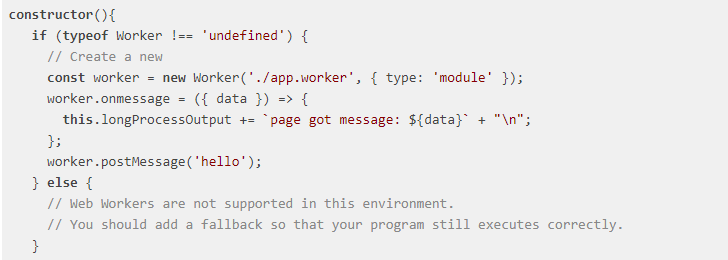 constructor(){
   if (typeof Worker !== 'undefined') {
     // Create a new
     const worker = new Worker('./app.worker', { type: 'module' });
     worker.onmessage = ({ data }) => {
       this.longProcessOutput += `page got message: ${data}` + "\n";
     };
     worker.postMessage('hello');
   } else {
     // Web Workers are not supported in this environment.
     // You should add a fallback so that your program still executes correctly.
   }